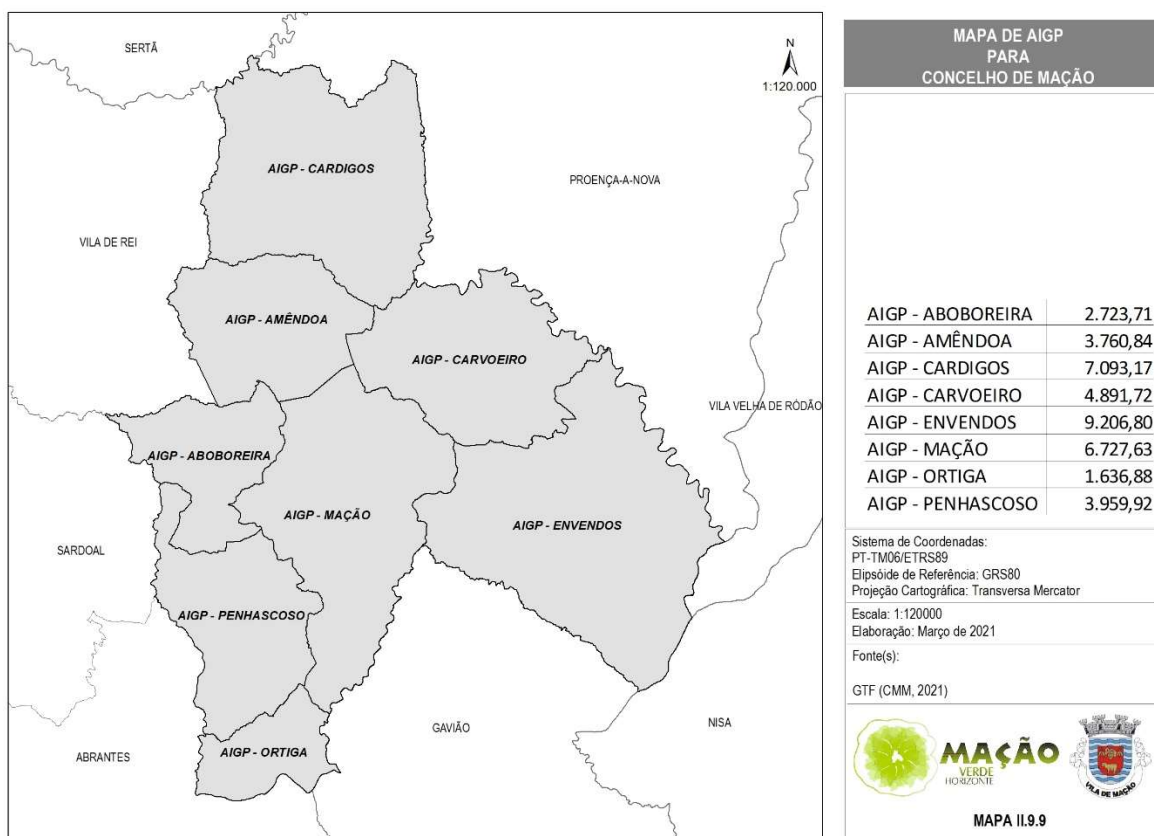 SERTÃ
N
1:120.000
AIGP - CARDIGOS
PROENÇA-A-NOVA
VILA DE REI
AIGP - AMÊNDOA
AIGP - CARVOEIRO
VILA VELHA DE RÓDÃO
AIGP - ABOBOREIRA
AIGP - MAÇÃO
AIGP - ENVENDOS
SARDOAL
AIGP - PENHASCOSO
GAVIÃO
NISA
AIGP - ORTIGA
ABRANTES
MAPA DE AIGP
PARA
CONCELHO DE MAÇÃO
AIGP - ABOBOREIRA 2.723,71
AIGP - AMÊNDOA 3.760,84
AIGP - CARDIGOS 7.093,17
AIGP - CARVOEIRO 4.891,72
AIGP - ENVENDOS 9.206,80
AIGP - MAÇÃO 6.727,63
AIGP - ORTIGA 1.636,88
AIGP - PENHASCOSO 3.959,92
Sistema de Coordenadas:
PT-TM06/ETRS89
Elipsóide de Referência: GRS80
Projeção Cartográfica: Transversa Mercator
Escala: 1:120000
Elaboração: Março de 2021
Fonte(s):
GTF (CMM, 2021)
MAÇÃO
VERDE
HORIZONTE
VILA DE MAÇÃO
MAPA II.9.9